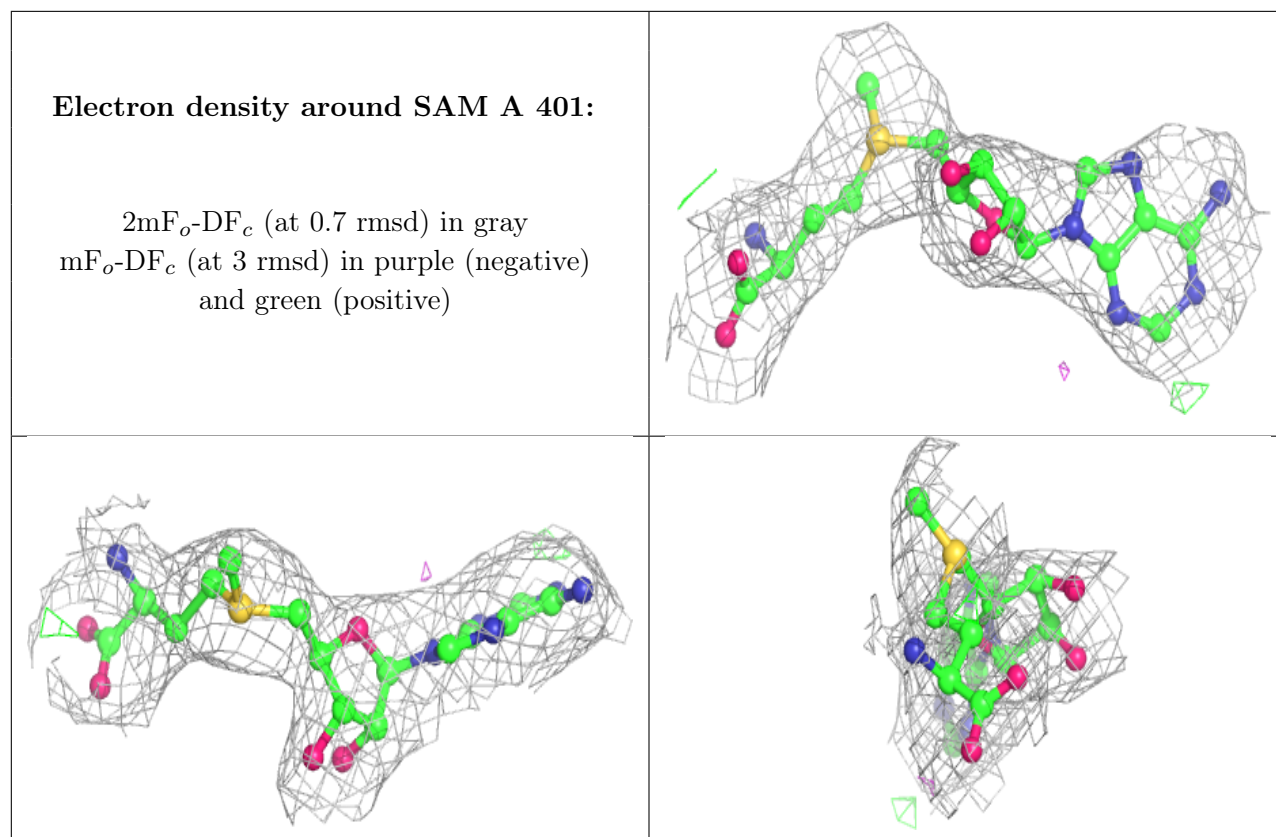 Electron density around SAM A 401:
2mFo-DFc (at 0.7 rmsd) in gray
mFo-DFc (at 3 rmsd) in purple (negative)
and green (positive)